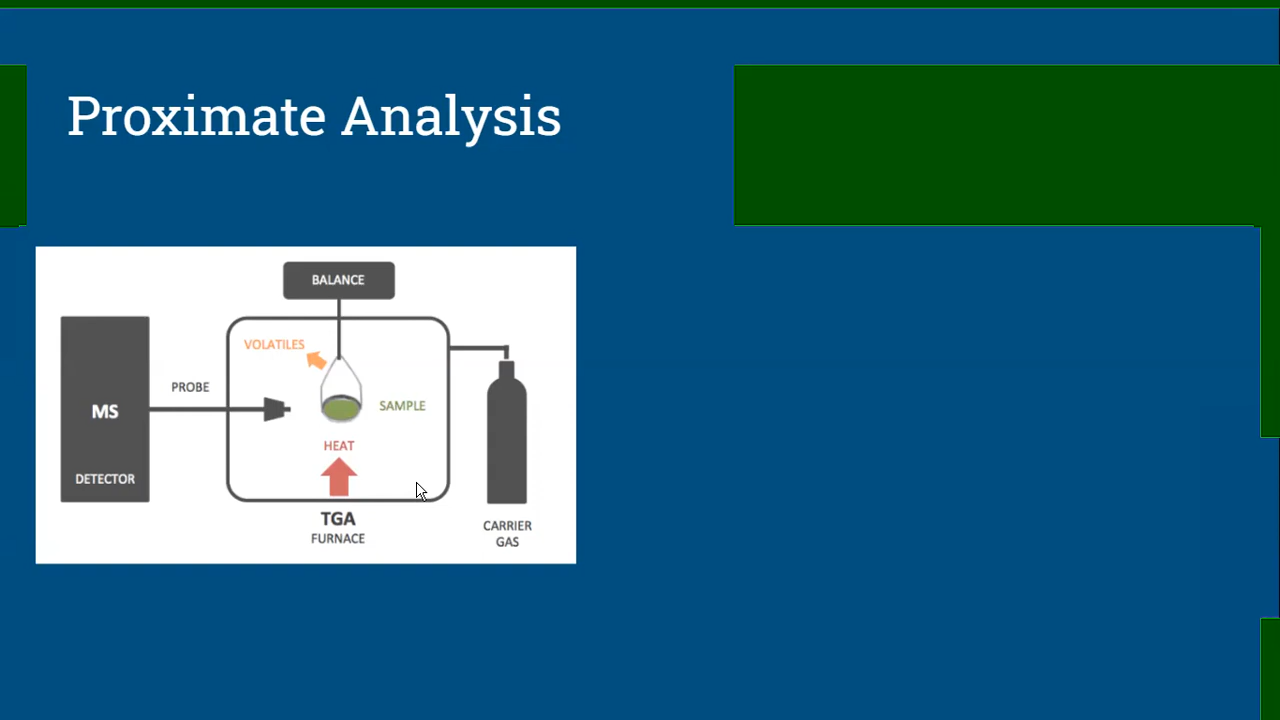 Proximate Analysis
BALANCE
VOLATILES
PROBE
MS
SAMPLE
HEAT
DETECTOR
TGA
FURNACE
CARRIER
GAS